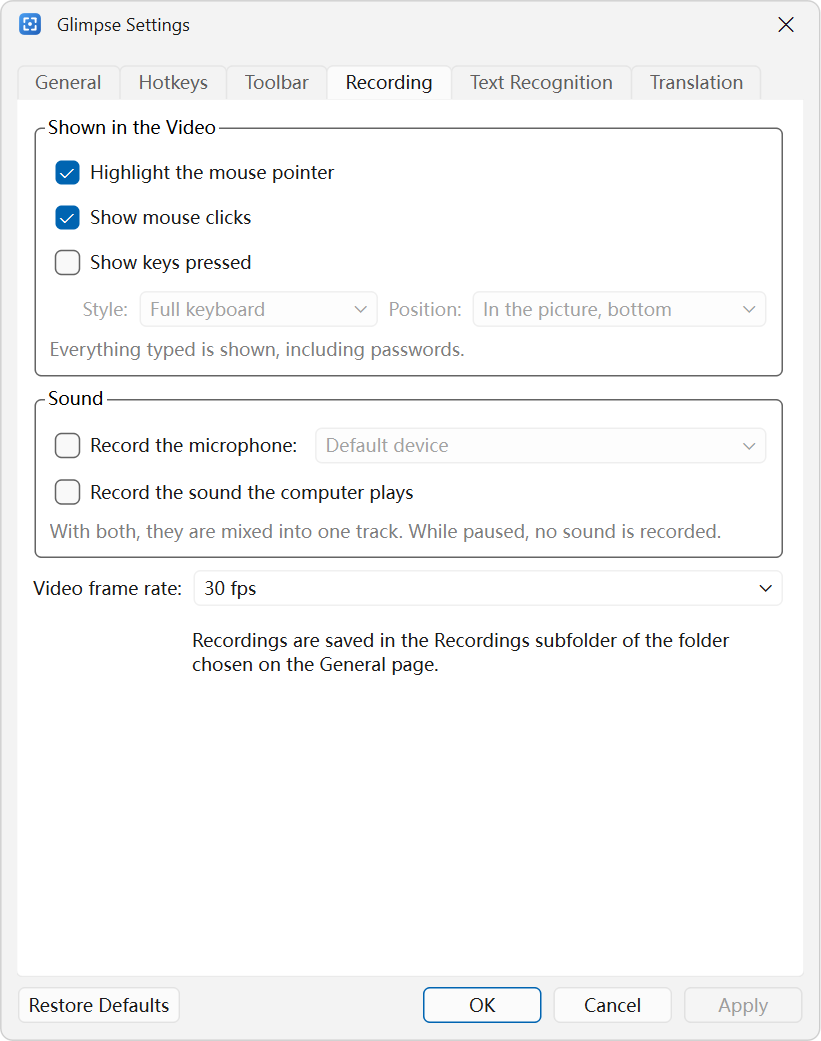 Glimpse Settings
General Hotkeys Toolbar Recording Text Recognition Translation
Shown in the Video
Highlight the mouse pointer
Show mouse clicks
Show keys pressed
Style: Full keyboard Position: In the picture, bottom
Everything typed is shown, including passwords.
Sound
Record the microphone: Default device
Record the sound the computer plays
With both, they are mixed into one track. While paused, no sound is recorded.
Video frame rate: 30 fps
Recordings are saved in the Recordings subfolder of the folder
chosen on the General page.
Restore Defaults OK Cancel Apply